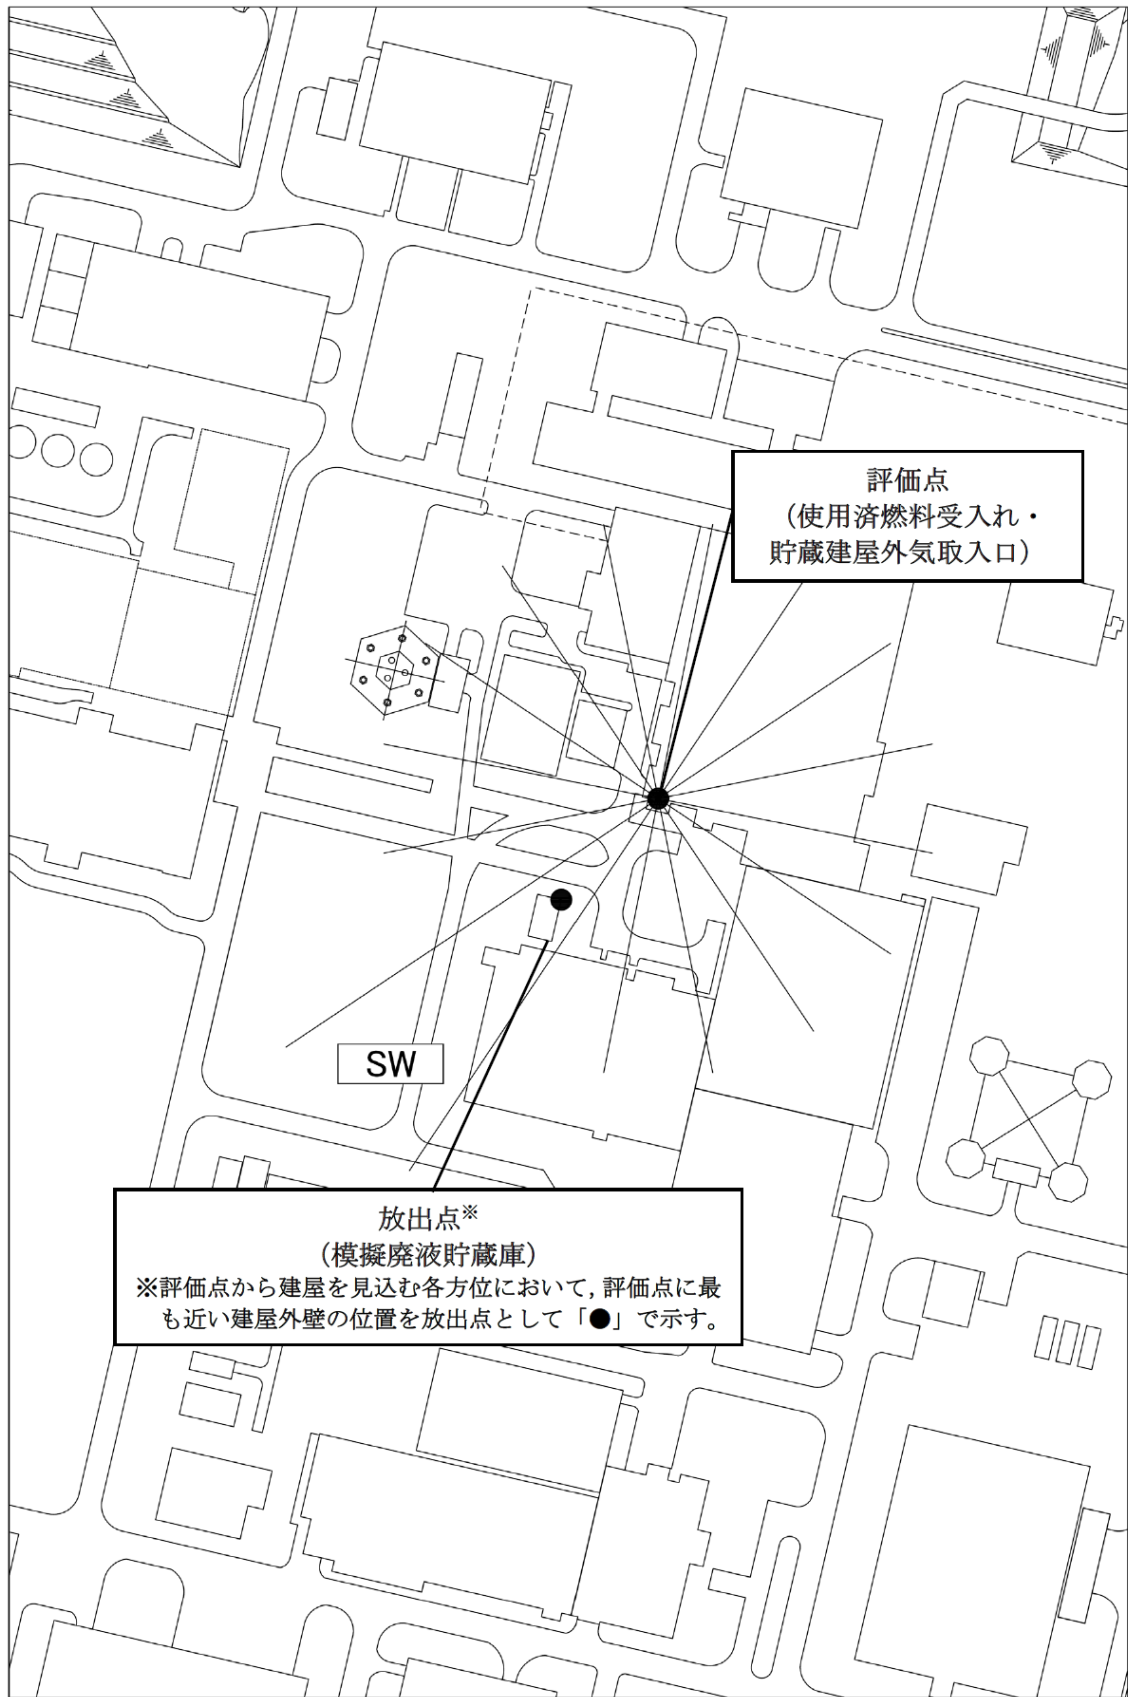 評価点
(使用済燃料受入れ・
貯蔵建屋外気取入口)
SW
放出点※
(模擬廃液貯蔵庫)
※評価点から建屋を見込む各方位において,評価点に最
も近い建屋外壁の位置を放出点として「●」で示す。